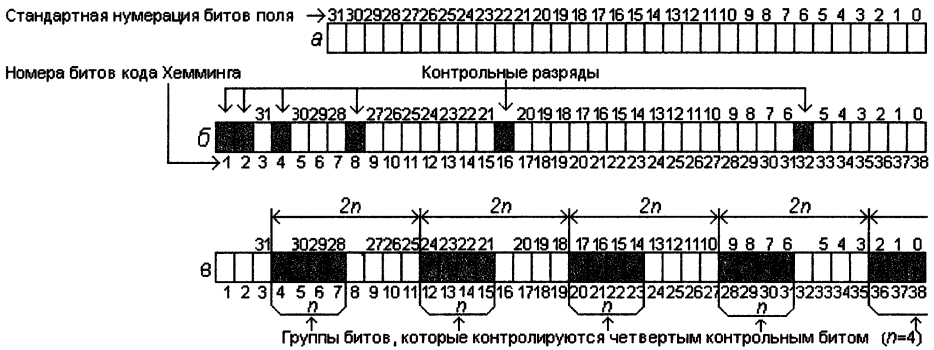 Стандартная нумерация битов поля 31 30 29 28 27 26 25 24 23 22 21 20 19 18 17 16 15 14 13 12 11 10 9 8 7 6 5 4 3 2 1 0
а
Номера битов кода Хемминга Контрольные разряды
31 30 29 28 27 26 25 24 23 22 21 20 19 18 17 16 15 14 13 12 11 10 9 8 7 6 5 4 3 2 1 0
б
1 2 3 4 5 6 7 8 9 10 11 12 13 14 15 16 17 18 19 20 21 22 23 24 25 26 27 28 29 30 31 32 33 34 35 36 37 38
2n 2n 2n 2n
31 30 29 28 27 26 25 24 23 22 21 20 19 18 17 16 15 14 13 12 11 10 9 8 7 6 5 4 3 2 1 0
в
1 2 3 4 5 6 7 8 9 10 11 12 13 14 15 16 17 18 19 20 21 22 23 24 25 26 27 28 29 30 31 32 33 34 35 36 37 38
n n n n
Группы битов, которые контролируются четвертым контрольным битом (n=4)